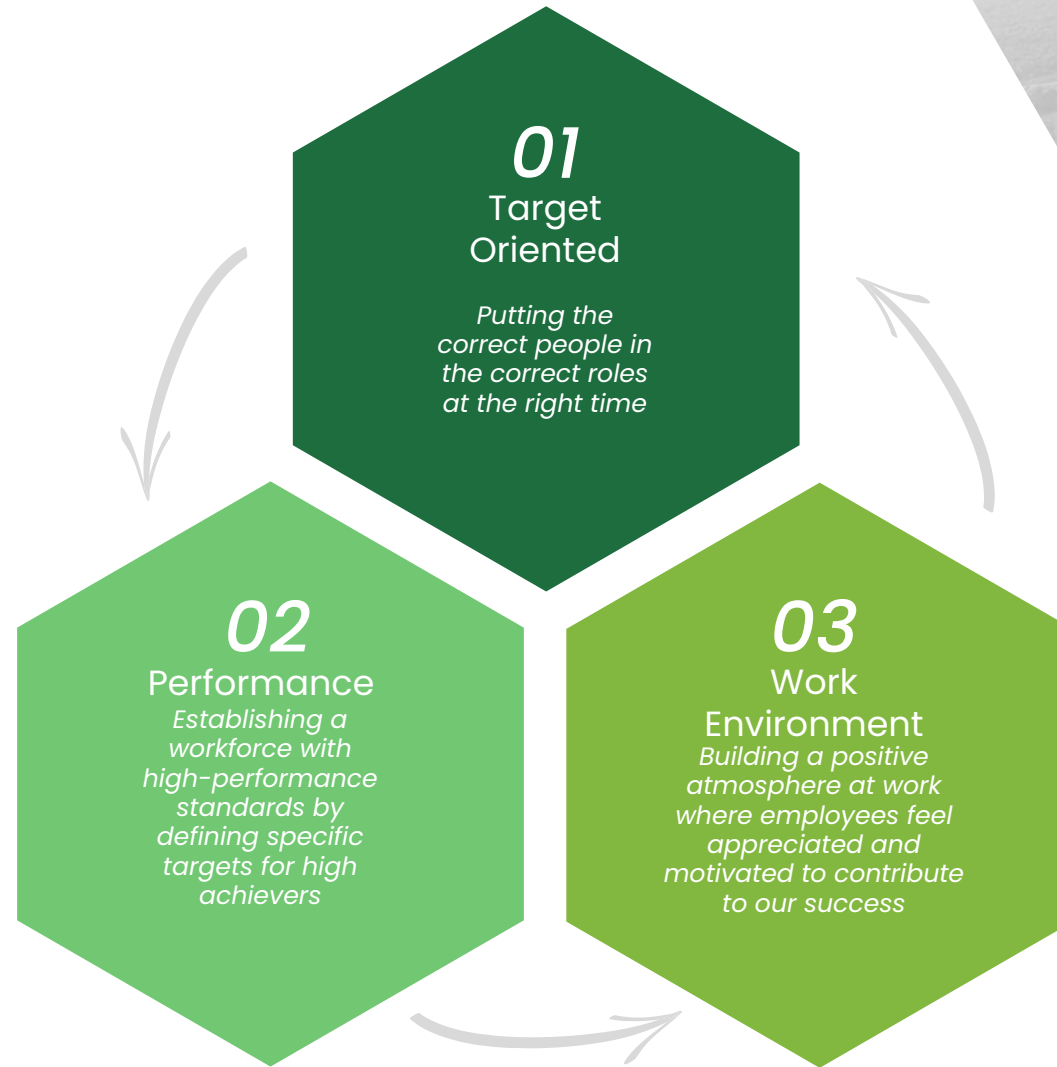 01
Target
Oriented
Putting the
correct people in
the correct roles
at the right time
02
Performance
Establishing a
workforce with
high-performance
standards by
defining specific
targets for high
achievers
03
Work
Environment
Building a positive
atmosphere at work
where employees feel
appreciated and
motivated to contribute
to our success